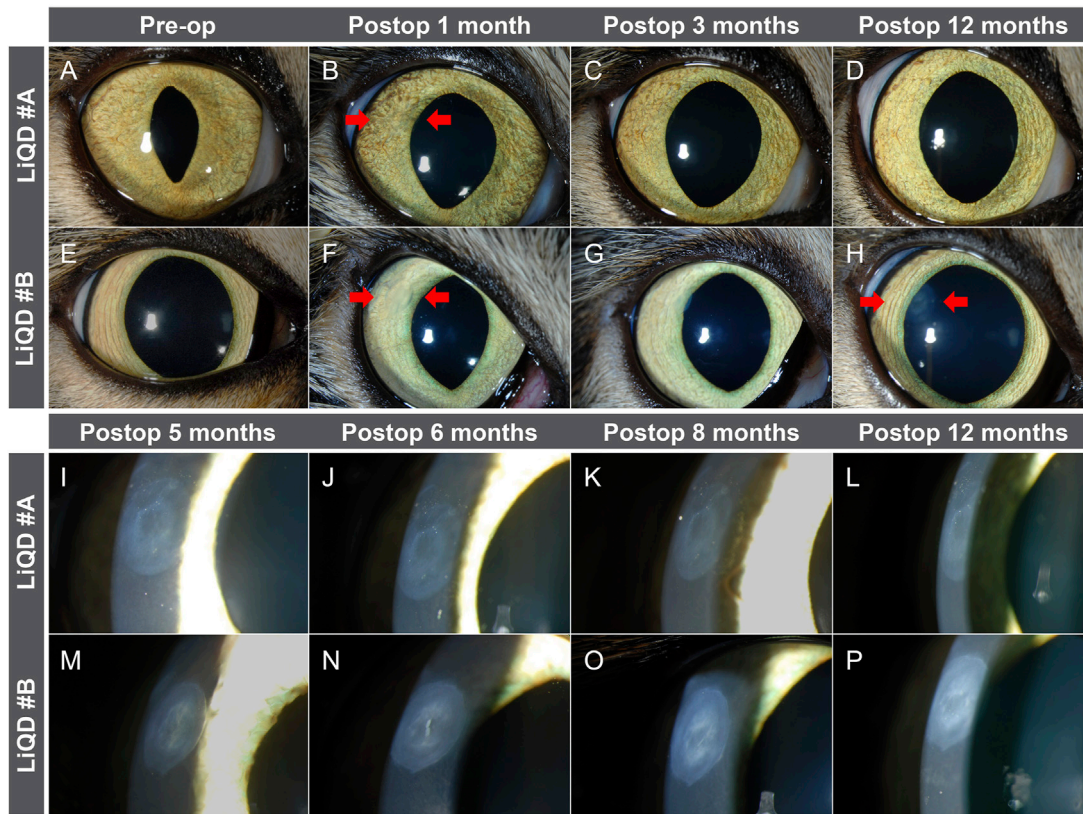 Pre-op Postop 1 month Postop 3 months Postop 12 months
LiQD #A
A B C D
LiQD #B
E F G H
Postop 5 months Postop 6 months Postop 8 months Postop 12 months
LiQD #A
I J K L
LiQD #B
M N O P